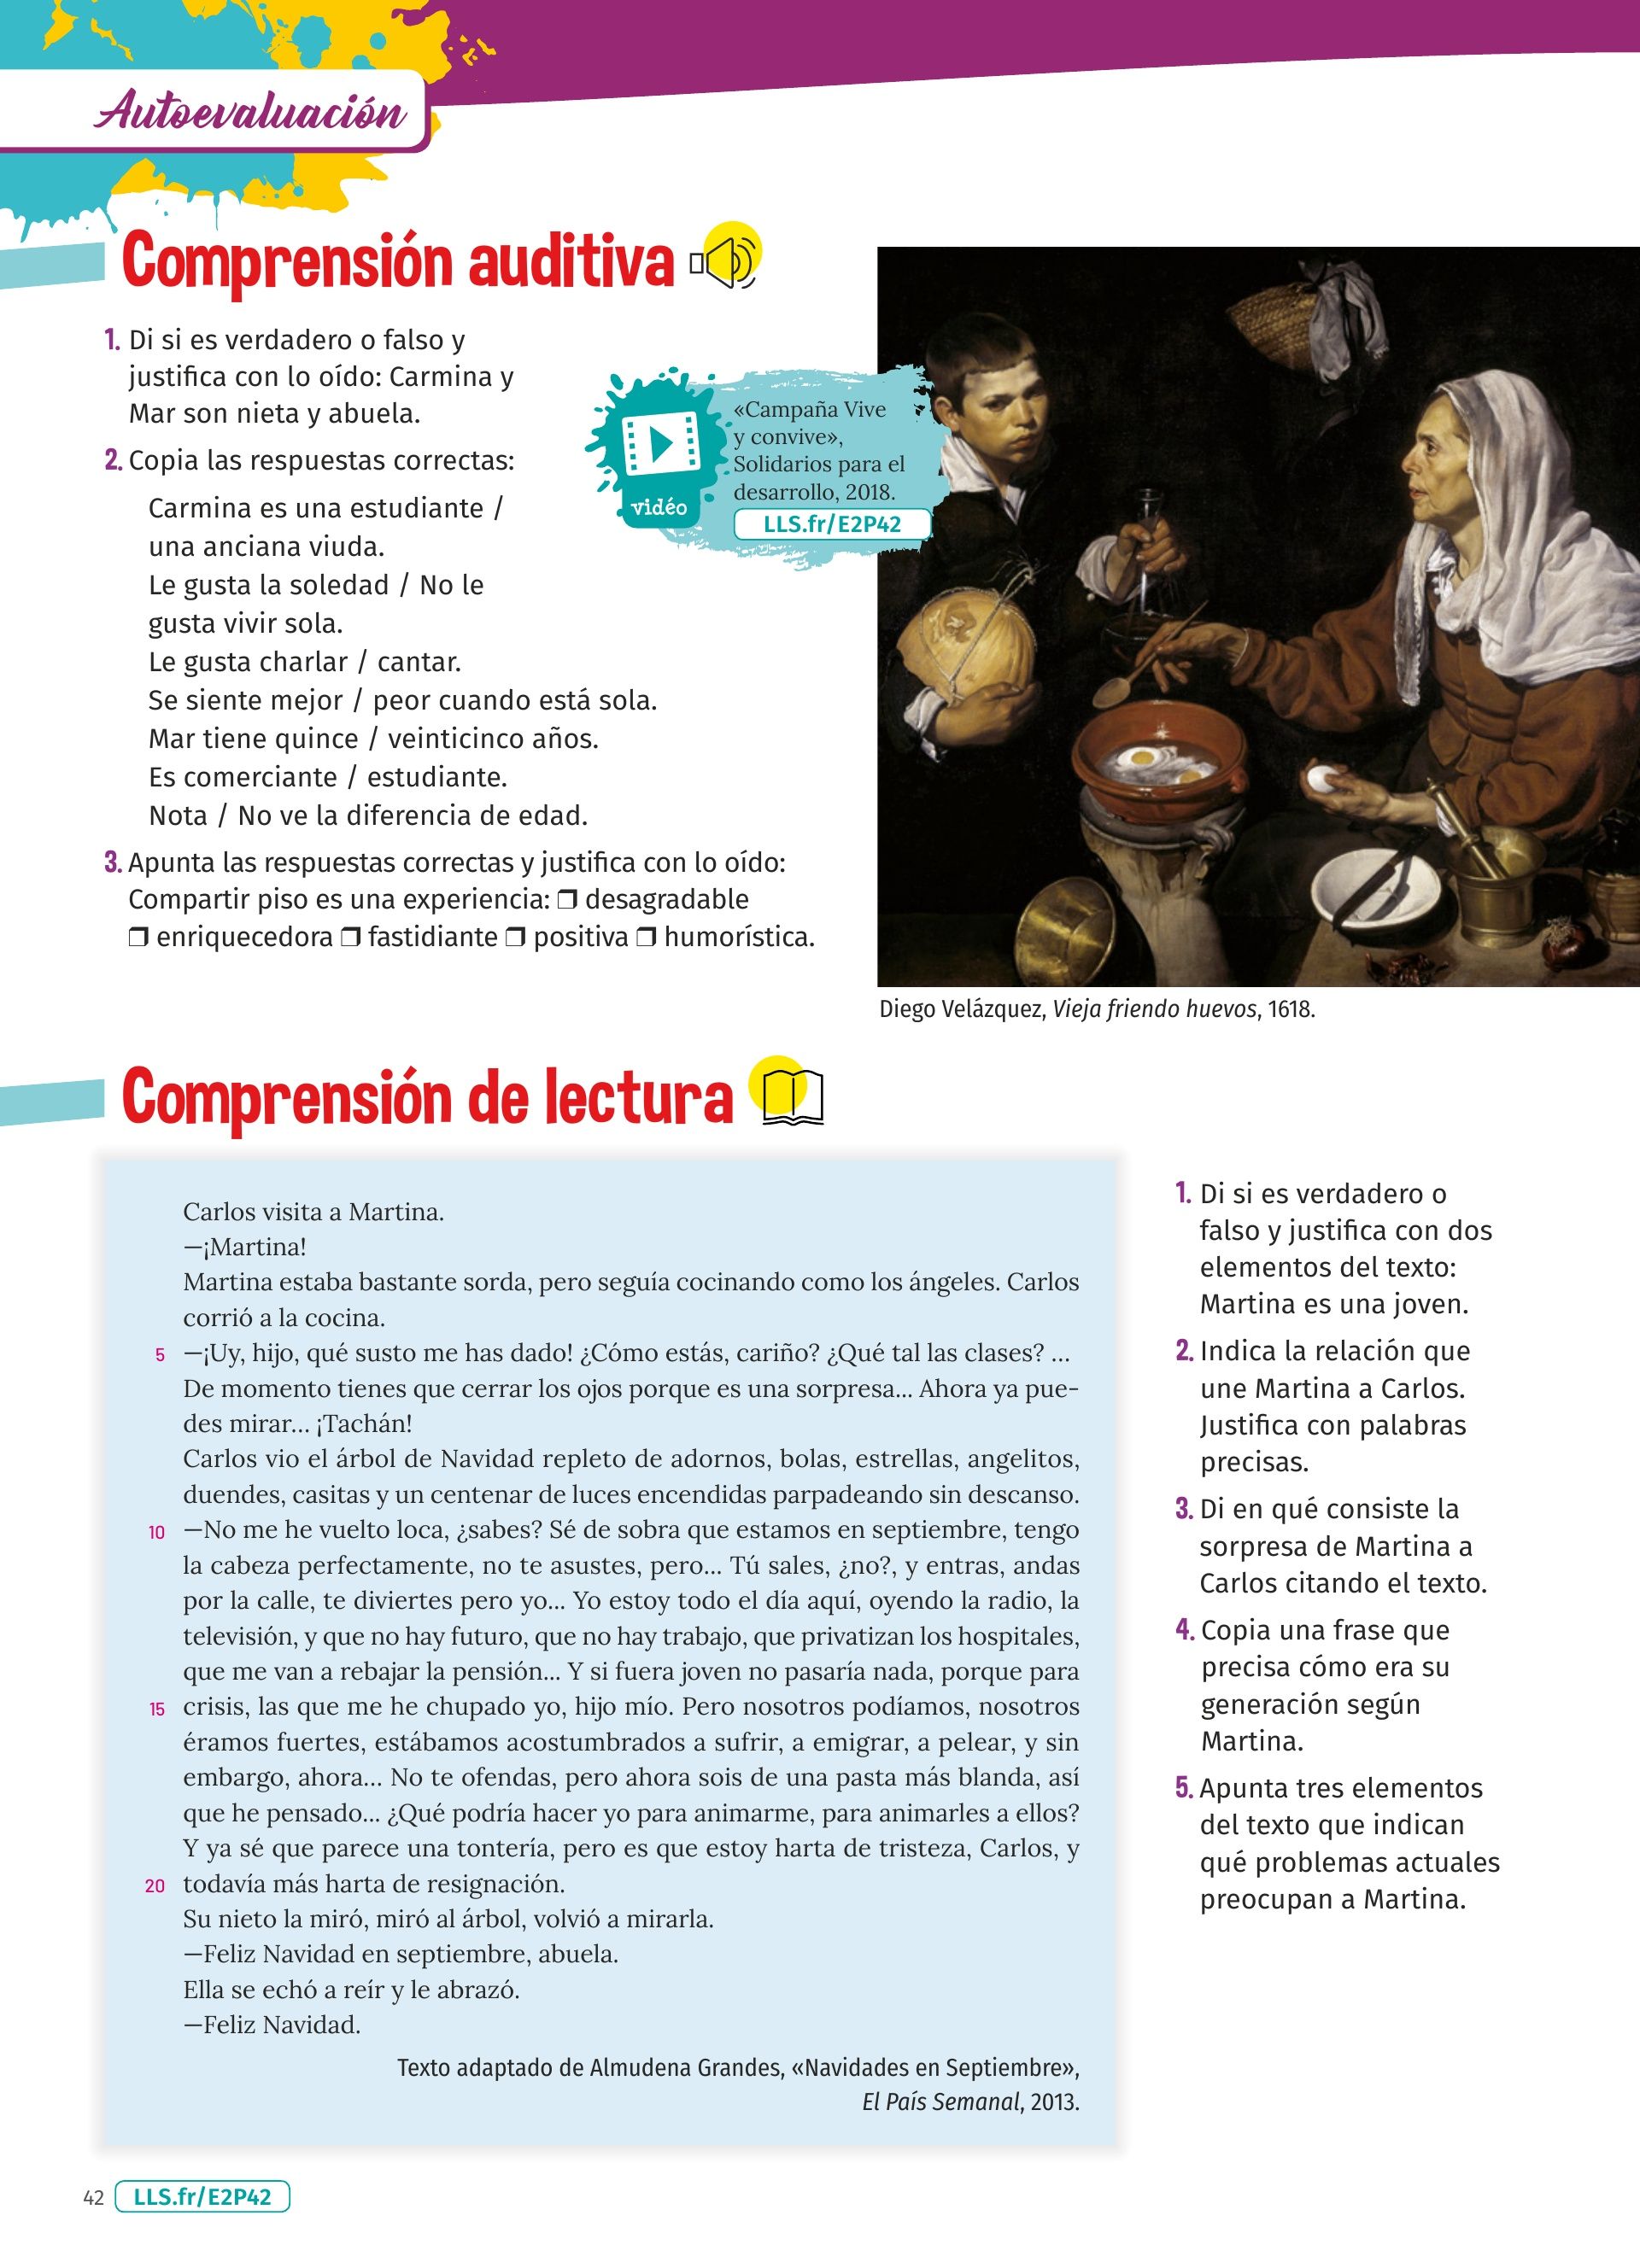 Autoevaluación
Comprensión auditiva
1. Di si es verdadero o falso y
justifica con lo oído: Carmina y
Mar son nieta y abuela.
2. Copia las respuestas correctas:
Carmina es una estudiante /
una anciana viuda.
Le gusta la soledad / No le
gusta vivir sola.
Le gusta charlar / cantar.
Se siente mejor / peor cuando está sola.
Mar tiene quince / veinticinco años.
Es comerciante / estudiante.
Nota / No ve la diferencia de edad.
3. Apunta las respuestas correctas y justifica con lo oído:
Compartir piso es una experiencia: ❒ desagradable
❒ enriquecedora ❒ fastidiante ❒ positiva ❒ humorística.
vidéo
«Campaña Vive
y convive»,
Solidarios para el
desarrollo, 2018.
LLS.fr/E2P42
Diego Velázquez, Vieja friendo huevos, 1618.
Comprensión de lectura
Carlos visita a Martina.
—¡Martina!
Martina estaba bastante sorda, pero seguía cocinando como los ángeles. Carlos
corrió a la cocina.
5 —¡Uy, hijo, qué susto me has dado! ¿Cómo estás, cariño? ¿Qué tal las clases? ...
De momento tienes que cerrar los ojos porque es una sorpresa... Ahora ya pue-
des mirar... ¡Tachán!
Carlos vio el árbol de Navidad repleto de adornos, bolas, estrellas, angelitos,
duendes, casitas y un centenar de luces encendidas parpadeando sin descanso.
10 —No me he vuelto loca, ¿sabes? Sé de sobra que estamos en septiembre, tengo
la cabeza perfectamente, no te asustes, pero... Tú sales, ¿no?, y entras, andas
por la calle, te diviertes pero yo... Yo estoy todo el día aquí, oyendo la radio, la
televisión, y que no hay futuro, que no hay trabajo, que privatizan los hospitales,
que me van a rebajar la pensión... Y si fuera joven no pasaría nada, porque para
15 crisis, las que me he chupado yo, hijo mío. Pero nosotros podíamos, nosotros
éramos fuertes, estábamos acostumbrados a sufrir, a emigrar, a pelear, y sin
embargo, ahora... No te ofendas, pero ahora sois de una pasta más blanda, así
que he pensado... ¿Qué podría hacer yo para animarme, para animarles a ellos?
Y ya sé que parece una tontería, pero es que estoy harta de tristeza, Carlos, y
20 todavía más harta de resignación.
Su nieto la miró, miró al árbol, volvió a mirarla.
—Feliz Navidad en septiembre, abuela.
Ella se echó a reír y le abrazó.
—Feliz Navidad.
Texto adaptado de Almudena Grandes, «Navidades en Septiembre»,
El País Semanal, 2013.
1. Di si es verdadero o
falso y justifica con dos
elementos del texto:
Martina es una joven.
2. Indica la relación que
une Martina a Carlos.
Justifica con palabras
precisas.
3. Di en qué consiste la
sorpresa de Martina a
Carlos citando el texto.
4. Copia una frase que
precisa cómo era su
generación según
Martina.
5. Apunta tres elementos
del texto que indican
qué problemas actuales
preocupan a Martina.
42 LLS.fr/E2P42